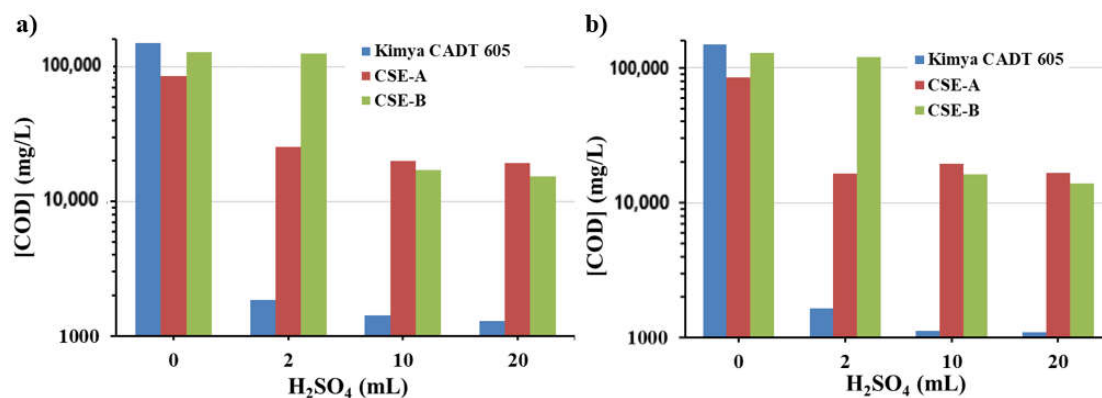 a)
[COD] (mg/L)
100,000
10,000
1000
Kimya CADT 605
CSE-A
CSE-B
0 2 10 20
H₂SO₄ (mL)
b)
[COD] (mg/L)
100,000
10,000
1000
Kimya CADT 605
CSE-A
CSE-B
0 2 10 20
H₂SO₄ (mL)